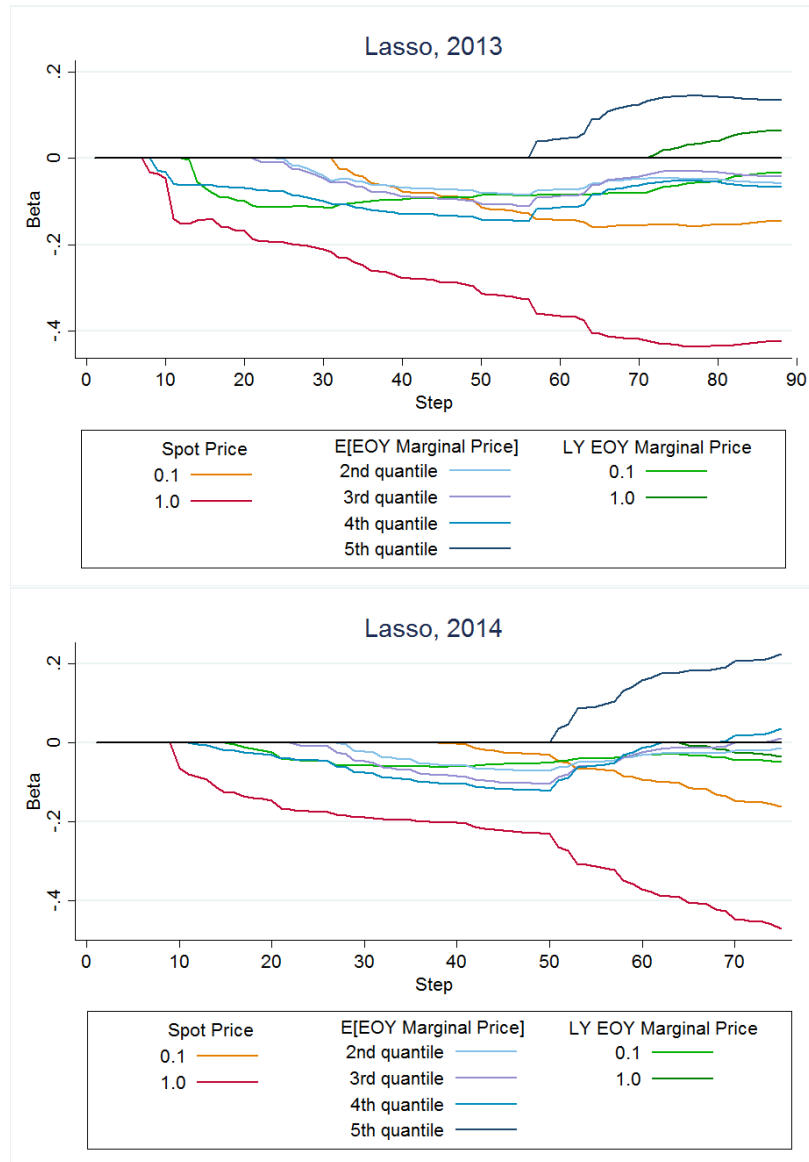 Lasso, 2013
.2
0
-.2
-.4
Beta
0 10 20 30 40 50 60 70 80 90
Step
Spot Price E[EOY Marginal Price] LY EOY Marginal Price
0.1 2nd quantile 0.1
1.0 3rd quantile 1.0
4th quantile
5th quantile
Lasso, 2014
.2
0
-.2
-.4
Beta
0 10 20 30 40 50 60 70
Step
Spot Price E[EOY Marginal Price] LY EOY Marginal Price
0.1 2nd quantile 0.1
1.0 3rd quantile 1.0
4th quantile
5th quantile